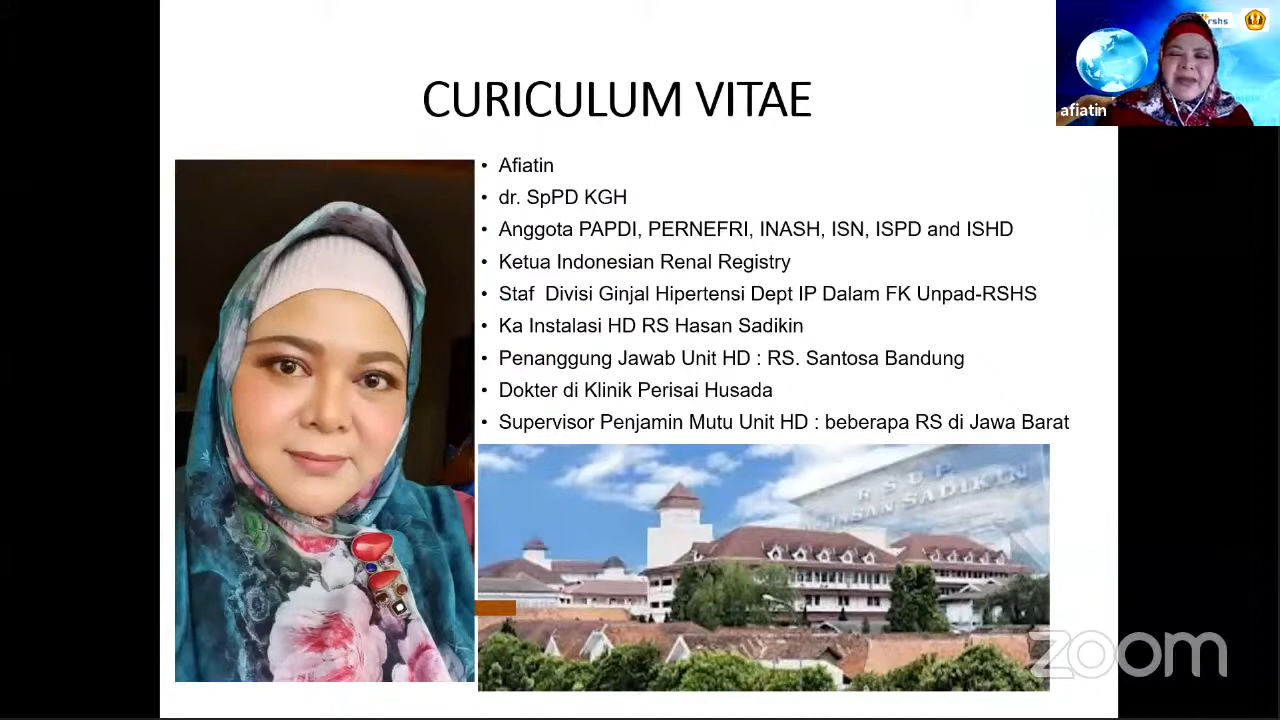 rshs
afiatin
CURICULUM VITAE
• Afiatin
• dr. SpPD KGH
• Anggota PAPDI, PERNEFRI, INASH, ISN, ISPD and ISHD
• Ketua Indonesian Renal Registry
• Staf  Divisi Ginjal Hipertensi Dept IP Dalam FK Unpad-RSHS
• Ka Instalasi HD RS Hasan Sadikin
• Penanggung Jawab Unit HD : RS. Santosa Bandung
• Dokter di Klinik Perisai Husada
• Supervisor Penjamin Mutu Unit HD : beberapa RS di Jawa Barat
R S U P
HASAN SADIKIN
zoom